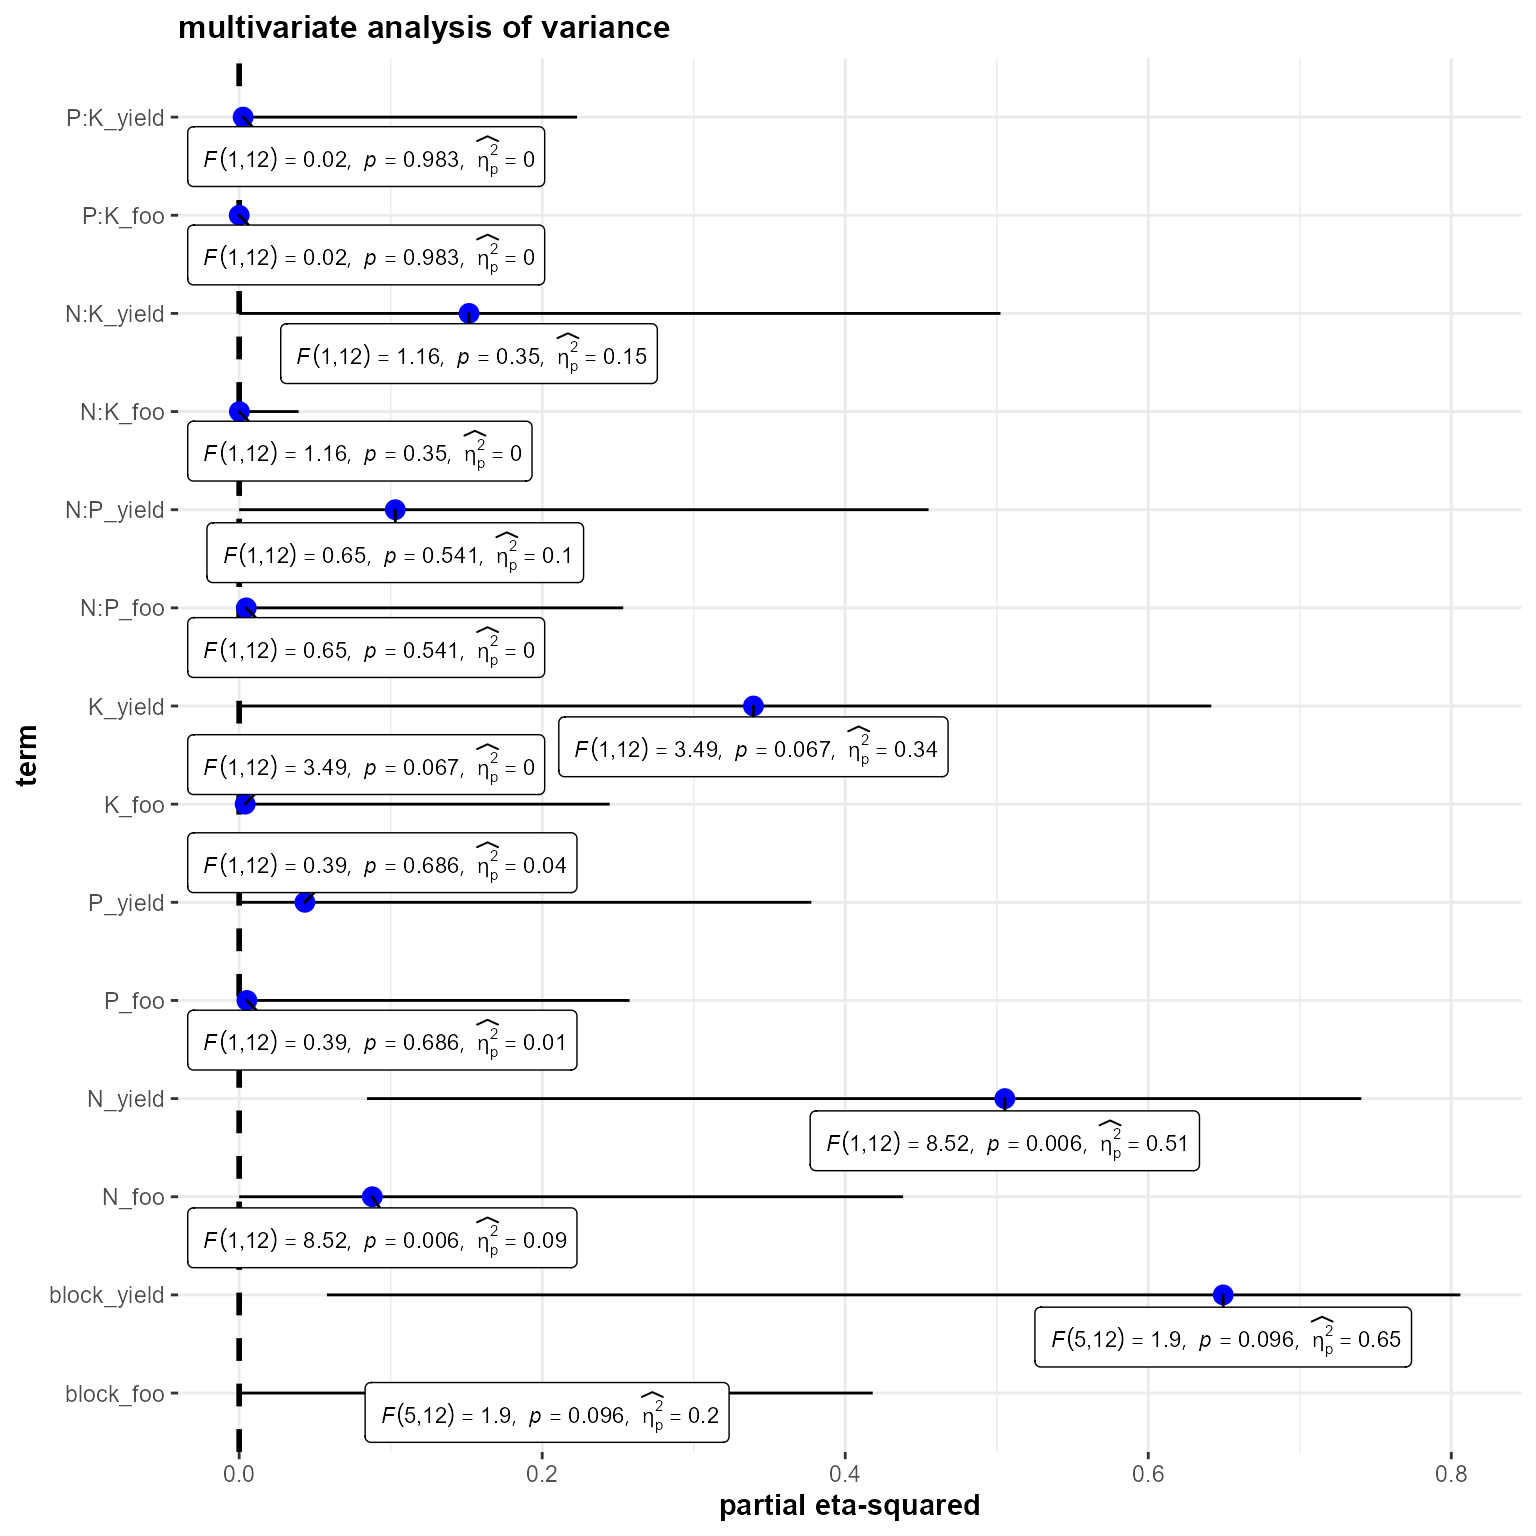 multivariate analysis of variance
P:K_yield
F(1,12) = 0.02, p = 0.983, η̂²ₚ = 0
P:K_foo
F(1,12) = 0.02, p = 0.983, η̂²ₚ = 0
N:K_yield
F(1,12) = 1.16, p = 0.35, η̂²ₚ = 0.15
N:K_foo
F(1,12) = 1.16, p = 0.35, η̂²ₚ = 0
N:P_yield
F(1,12) = 0.65, p = 0.541, η̂²ₚ = 0.1
N:P_foo
F(1,12) = 0.65, p = 0.541, η̂²ₚ = 0
K_yield
F(1,12) = 3.49, p = 0.067, η̂²ₚ = 0.34
F(1,12) = 3.49, p = 0.067, η̂²ₚ = 0
K_foo
F(1,12) = 0.39, p = 0.686, η̂²ₚ = 0.04
P_yield
P_foo
F(1,12) = 0.39, p = 0.686, η̂²ₚ = 0.01
N_yield
F(1,12) = 8.52, p = 0.006, η̂²ₚ = 0.51
N_foo
F(1,12) = 8.52, p = 0.006, η̂²ₚ = 0.09
block_yield
F(5,12) = 1.9, p = 0.096, η̂²ₚ = 0.65
block_foo
F(5,12) = 1.9, p = 0.096, η̂²ₚ = 0.2
term
0.0 0.2 0.4 0.6 0.8
partial eta-squared